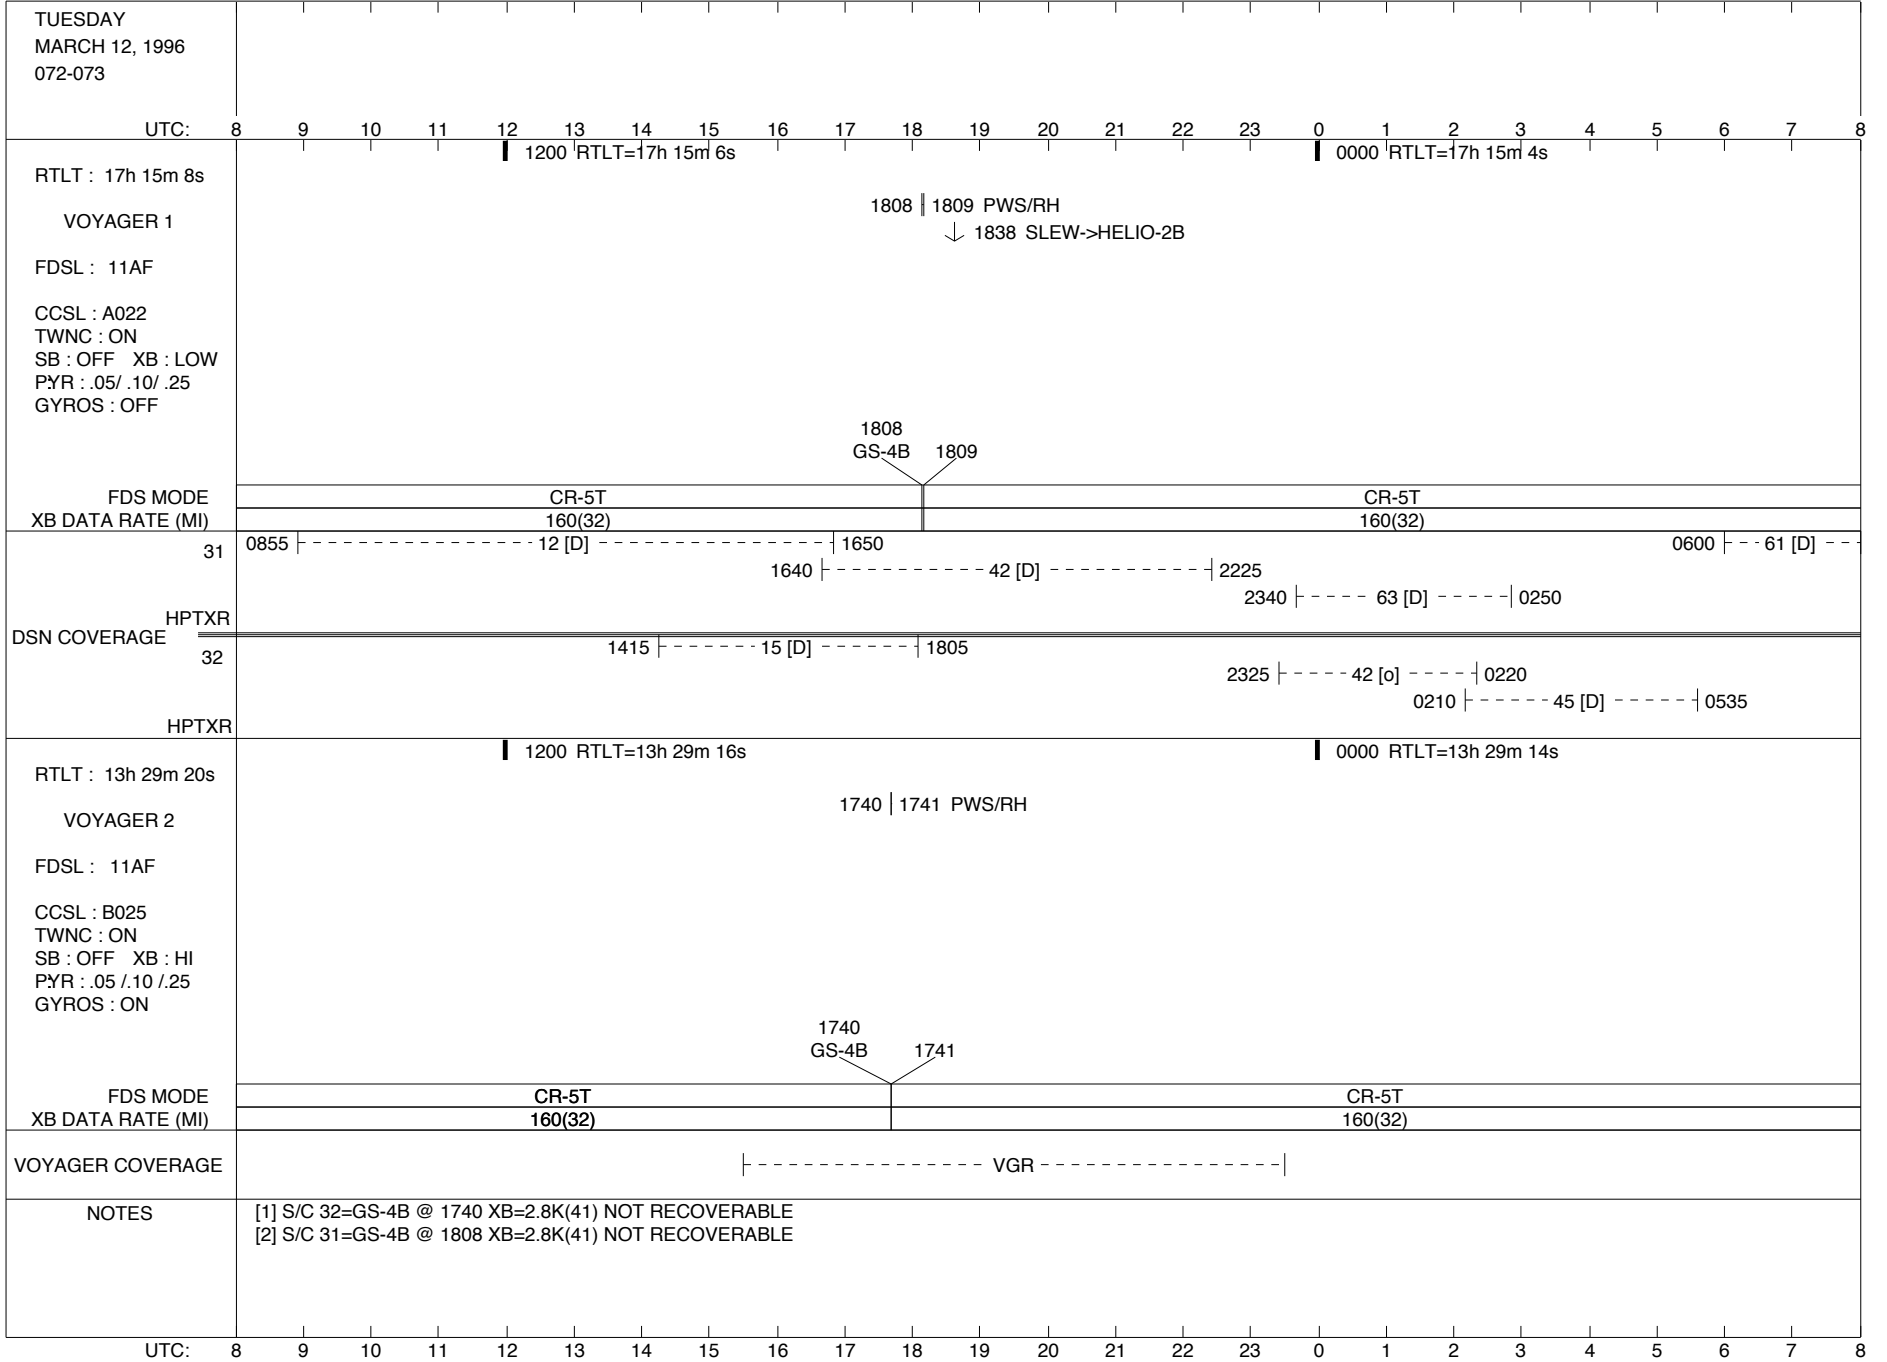 TUESDAY
MARCH 12, 1996
072-073
UTC: 8 9 10 11 12 13 14 15 16 17 18 19 20 21 22 23 0 1 2 3 4 5 6 7 8
1200 RTLT=17h 15m 6s 0000 RTLT=17h 15m 4s
RTLT : 17h 15m 8s
1808 1809 PWS/RH
VOYAGER 1
1838 SLEW->HELIO-2B
FDSL : 11AF
CCSL : A022
TWNC : ON
SB : OFF XB : LOW
P:YR : .05/ .10/ .25
GYROS : OFF
1808
GS-4B 1809
FDS MODE CR-5T CR-5T
XB DATA RATE (MI) 160(32) 160(32)
31 0855 12 [D] 1650 0600 61 [D]
1640 42 [D] 2225
2340 63 [D] 0250
HPTXR
DSN COVERAGE
32 1415 15 [D] 1805
2325 42 [o] 0220
0210 45 [D] 0535
HPTXR
1200 RTLT=13h 29m 16s 0000 RTLT=13h 29m 14s
RTLT : 13h 29m 20s
1740 1741 PWS/RH
VOYAGER 2
FDSL : 11AF
CCSL : B025
TWNC : ON
SB : OFF XB : HI
P:YR : .05 /.10 /.25
GYROS : ON
1740
GS-4B 1741
FDS MODE CR-5T CR-5T
XB DATA RATE (MI) 160(32) 160(32)
VOYAGER COVERAGE VGR
NOTES [1] S/C 32=GS-4B @ 1740 XB=2.8K(41) NOT RECOVERABLE
[2] S/C 31=GS-4B @ 1808 XB=2.8K(41) NOT RECOVERABLE
UTC: 8 9 10 11 12 13 14 15 16 17 18 19 20 21 22 23 0 1 2 3 4 5 6 7 8